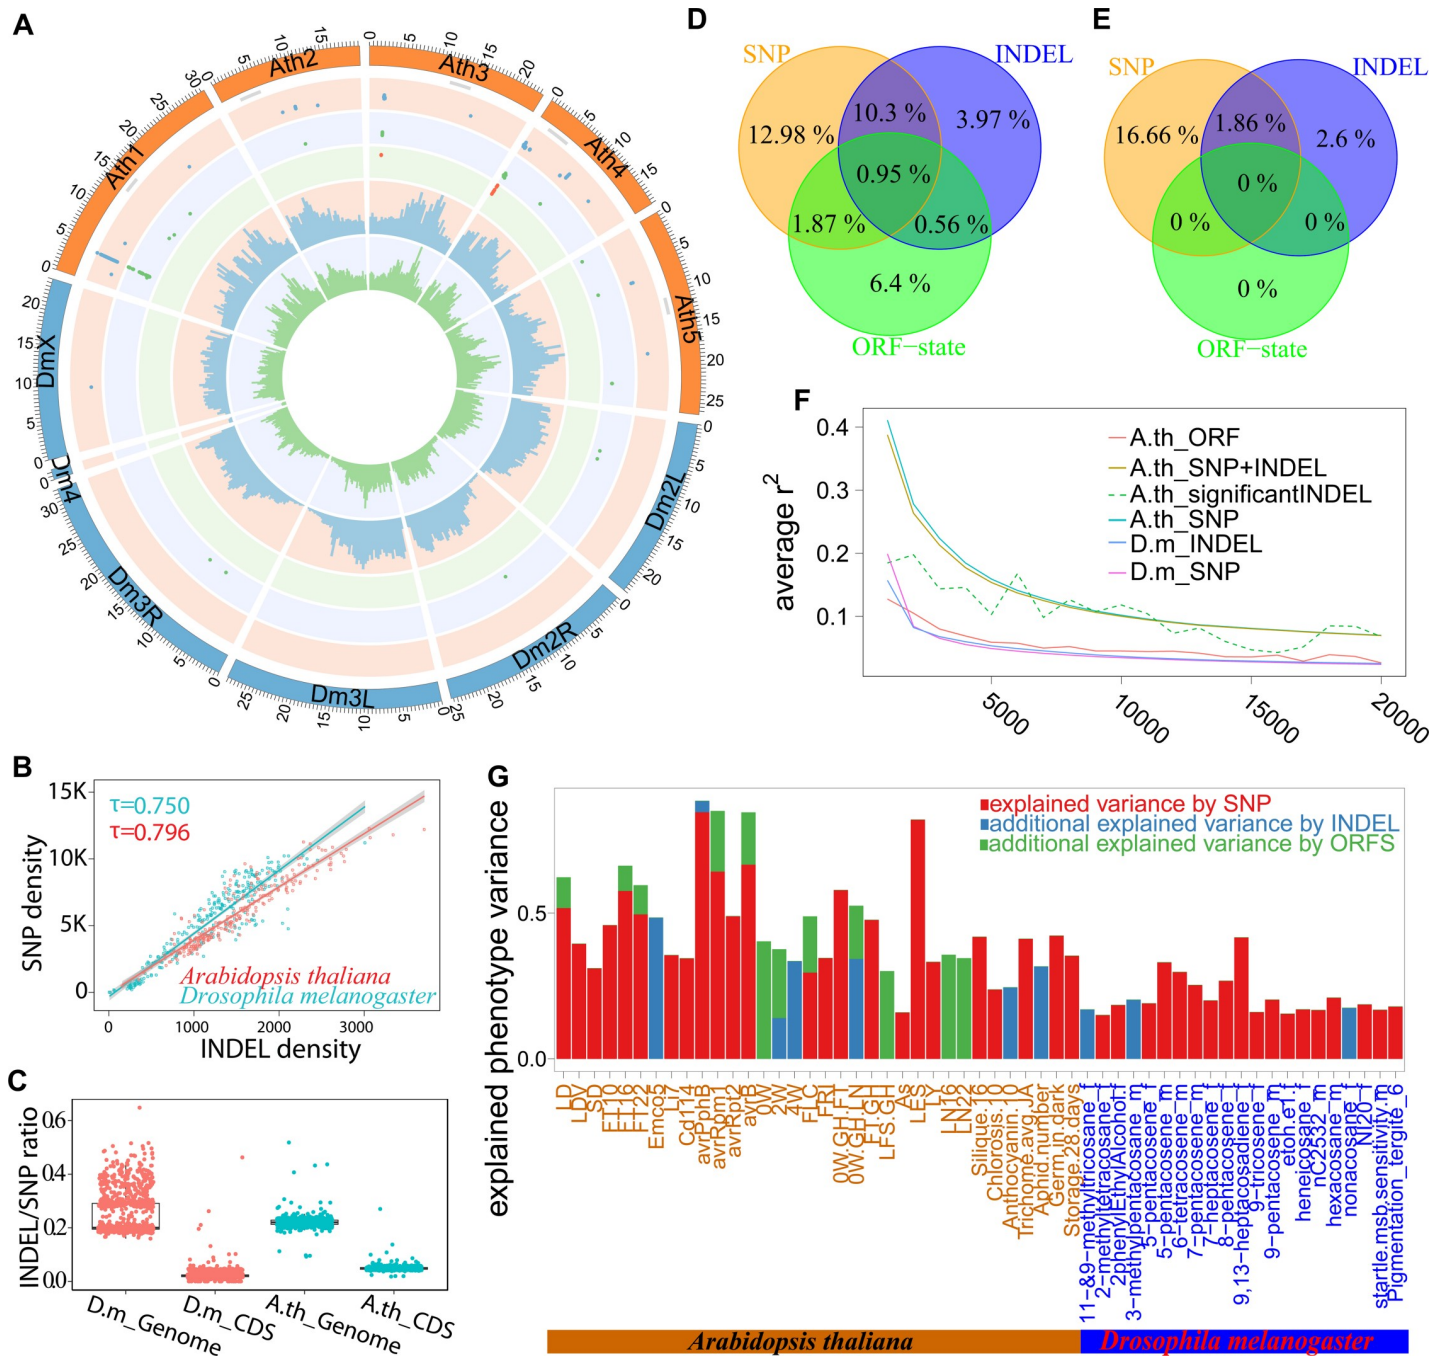 A
Ath1
Ath2
Ath3
Ath4
Ath5
Dm2L
Dm2R
Dm3L
Dm3R
Dm4
DmX
D
SNP
INDEL
12.98 %
10.3 %
3.97 %
0.95 %
1.87 %
0.56 %
6.4 %
ORF−state
E
SNP
INDEL
16.66 %
1.86 %
2.6 %
0 %
0 %
0 %
0 %
ORF−state
F
average r2
0.4
0.3
0.2
0.1
A.th_ORF
A.th_SNP+INDEL
A.th_significantINDEL
A.th_SNP
D.m_INDEL
D.m_SNP
5000
10000
15000
20000
B
SNP density
15K
10K
5K
0
τ=0.750
τ=0.796
Arabidopsis thaliana
Drosophila melanogaster
0
1000
2000
3000
INDEL density
C
INDEL/SNP ratio
0.6
0.4
0.2
0.0
D.m_Genome
D.m_CDS
A.th_Genome
A.th_CDS
G
explained phenotype variance
0.5
0.0
explained variance by SNP
additional explained variance by INDEL
additional explained variance by ORFS
LD
LDV
SD
FT10
FT16
FT22
Emco5
Li7
Cd114
avrPphB
avrRpm1
avrRpt2
avrB
0W
2W
4W
FLC
FRI
0W.GH.FT
0W.GH.LN
FT.GH
LFS.GH
As
LES
LY
LN16
LN22
Silique.16
Chlorosis.10
Anthocyanin.10
Trichome.avg.JA
Aphid.number
Germ.in.dark
Storage.28.days
11−&9−methyltricosane_f
2−methyltetracosane_f
2phenylEthylAlcohol.f
3−methylpentacosane_m
5−pentacosene_f
5−pentacosene_m
6−tetracosene_m
7−pentacosene_m
7−heptacosene_f
8−pentacosene_f
9,13−heptacosadiene_f
9−tricosene_f
9−pentacosene_m
etoh.e1.f
heneicosane_f
nC2532_m
hexacosane_m
nonacosane_f
NI20_f
startle.msb.sensitivity.m
Pigmentation_tergite_6
Arabidopsis thaliana
Drosophila melanogaster